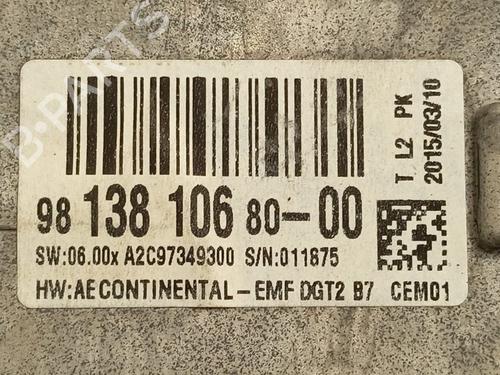 B-PARTS
98 138 106 80-00
SW:06.00x A2C97349300 S/N:011875
HW:AE CONTINENTAL-EMF DGT2 B7 CEM01
T L2 PK
2015/03/10